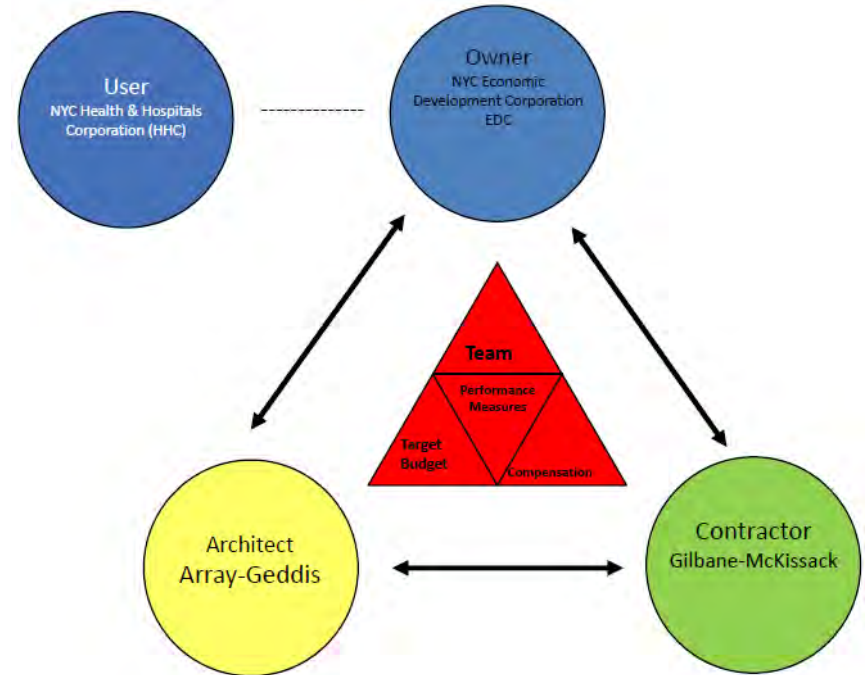 User
NYC Health & Hospitals
Corporation (HHC)
Owner
NYC Economic
Development Corporation
EDC
Team
Performance
Measures
Target
Budget
Compensation
Architect
Array-Geddis
Contractor
Gilbane-McKissack